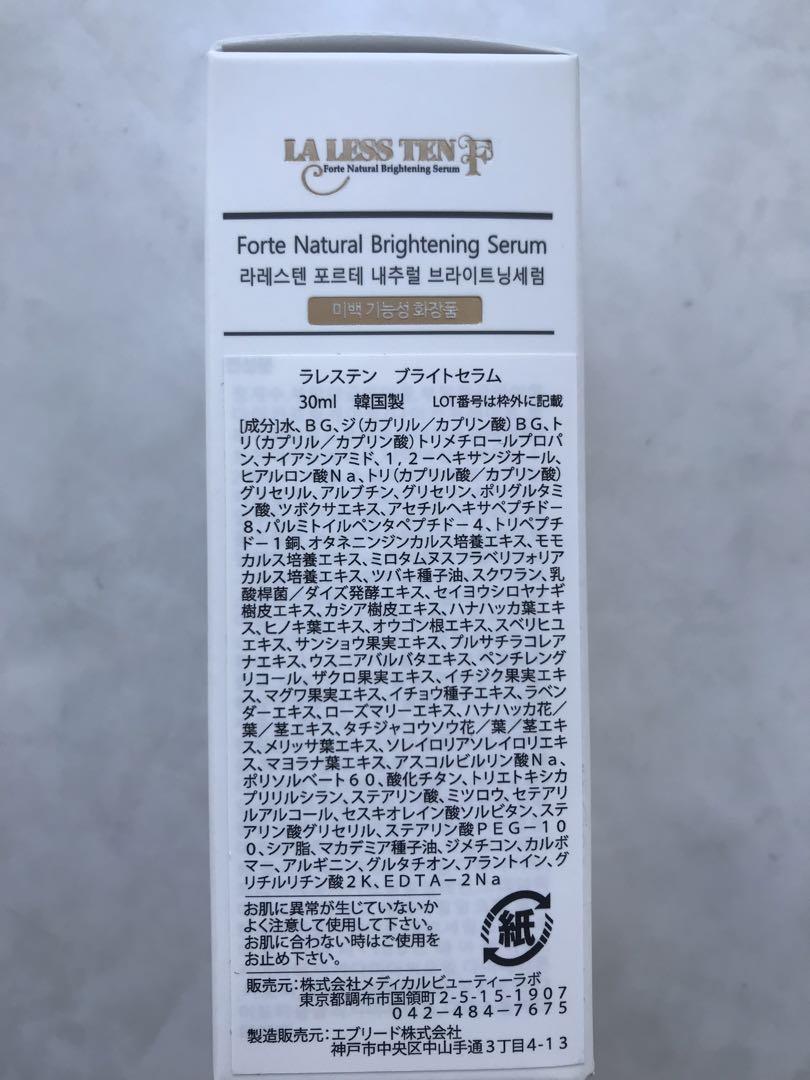 LA LESS TEN F
Forte Natural Brightening Serum
Forte Natural Brightening Serum
라레스텐 포르테 내추럴 브라이트닝세럼
미백 기능성 화장품
ラレステン ブライトセラム
30ml 韓国製 LOT番号は枠外に記載
[成分]水、BG、ジ(カプリル/カプリン酸)BG、ト
リ(カプリル/カプリン酸)トリメチロールプロパ
ン、ナイアシンアミド、1,2-ヘキサンジオール、
ヒアルロン酸Na、トリ(カプリル酸/カプリン酸)
グリセリル、アルブチン、グリセリン、ポリグルタミ
ン酸、ツボクサエキス、アセチルヘキサペプチド-
8、パルミトイルペンタペプチド-4、トリペプチ
ド-1銅、オタネニンジンカルス培養エキス、モモ
カルス培養エキス、ミロタムヌスフラベリフォリア
カルス培養エキス、ツバキ種子油、スクワラン、乳
酸桿菌/ダイズ発酵エキス、セイヨウシロヤナギ
樹皮エキス、カシア樹皮エキス、ハナハッカ葉エキ
ス、ヒノキ葉エキス、オウゴン根エキス、スベリヒユ
エキス、サンショウ果実エキス、プルサチラコレア
ナエキス、ウスニアバルバタエキス、ペンチレング
リコール、ザクロ果実エキス、イチジク果実エキ
ス、マグワ果実エキス、イチョウ種子エキス、ラベン
ダーエキス、ローズマリーエキス、ハナハッカ花/
葉/茎エキス、タチジャコウソウ花/葉/茎エキ
ス、メリッサ葉エキス、ソレイロリアソレイロリエキ
ス、マヨラナ葉エキス、アスコルビルリン酸Na、
ポリソルベート60、酸化チタン、トリエトキシカ
プリリルシラン、ステアリン酸、ミツロウ、セテアリ
ルアルコール、セスキオレイン酸ソルビタン、ステ
アリン酸グリセリル、ステアリン酸PEG-10
0、シア脂、マカデミア種子油、ジメチコン、カルボ
マー、アルギニン、グルタチオン、アラントイン、グ
リチルリチン酸2K、EDTA-2Na
お肌に異常が生じていないか
よく注意して使用して下さい。
お肌に合わない時はご使用を
お止め下さい。
紙
販売元:株式会社メディカルビューティーラボ
東京都調布市国領町2-5-15-1907
042-484-7675
製造販売元:エブリード株式会社
神戸市中央区中山手通3丁目4-13